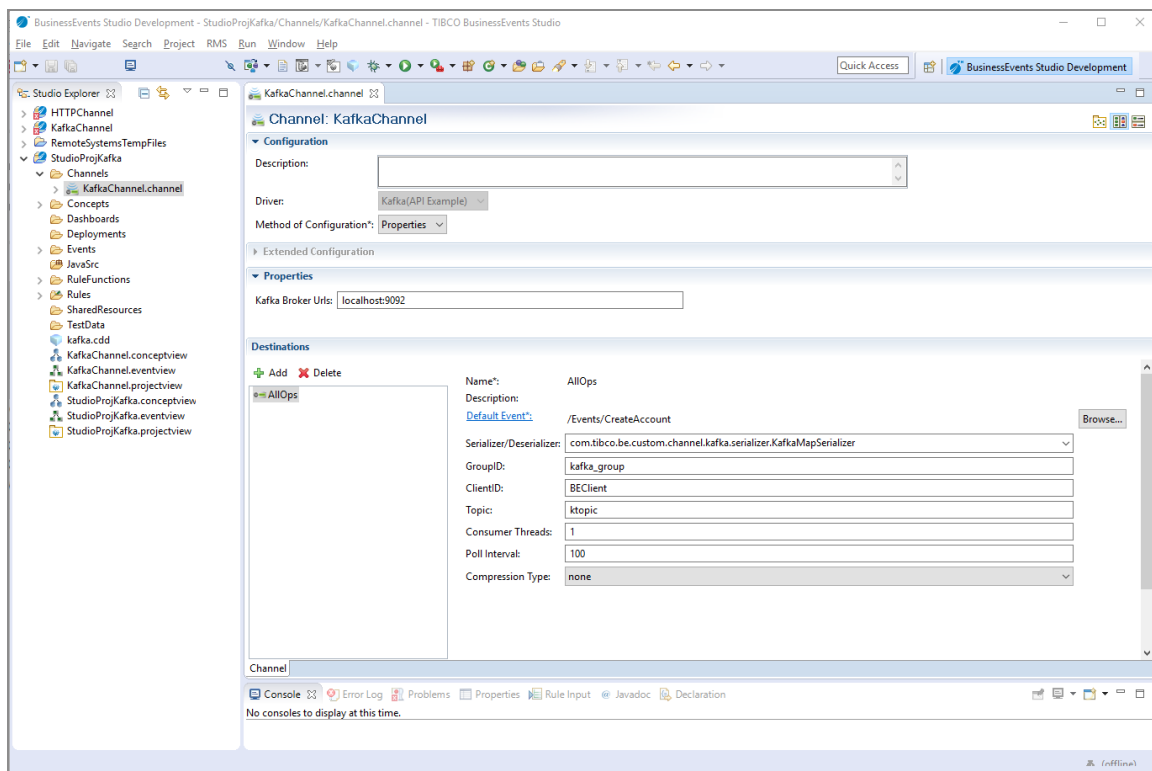 BusinessEvents Studio Development - StudioProjKafka/Channels/KafkaChannel.channel - TIBCO BusinessEvents Studio
File Edit Navigate Search Project RMS Run Window Help
Quick Access
BusinessEvents Studio Development
Studio Explorer
HTTPChannel
KafkaChannel
RemoteSystemsTempFiles
StudioProjKafka
Channels
KafkaChannel.channel
Concepts
Dashboards
Deployments
Events
JavaSrc
RuleFunctions
Rules
SharedResources
TestData
kafka.cdd
KafkaChannel.conceptview
KafkaChannel.eventview
KafkaChannel.projectview
StudioProjKafka.conceptview
StudioProjKafka.eventview
StudioProjKafka.projectview
KafkaChannel.channel
Channel: KafkaChannel
Configuration
Description:
Driver: Kafka(API Example)
Method of Configuration*: Properties
Extended Configuration
Properties
Kafka Broker Urls: localhost:9092
Destinations
Add Delete
AllOps
Name*: AllOps
Description:
Default Event*: /Events/CreateAccount Browse...
Serializer/Deserializer: com.tibco.be.custom.channel.kafka.serializer.KafkaMapSerializer
GroupID: kafka_group
ClientID: BEClient
Topic: ktopic
Consumer Threads: 1
Poll Interval: 100
Compression Type: none
Channel
Console Error Log Problems Properties Rule Input @ Javadoc Declaration
No consoles to display at this time.
(offline)